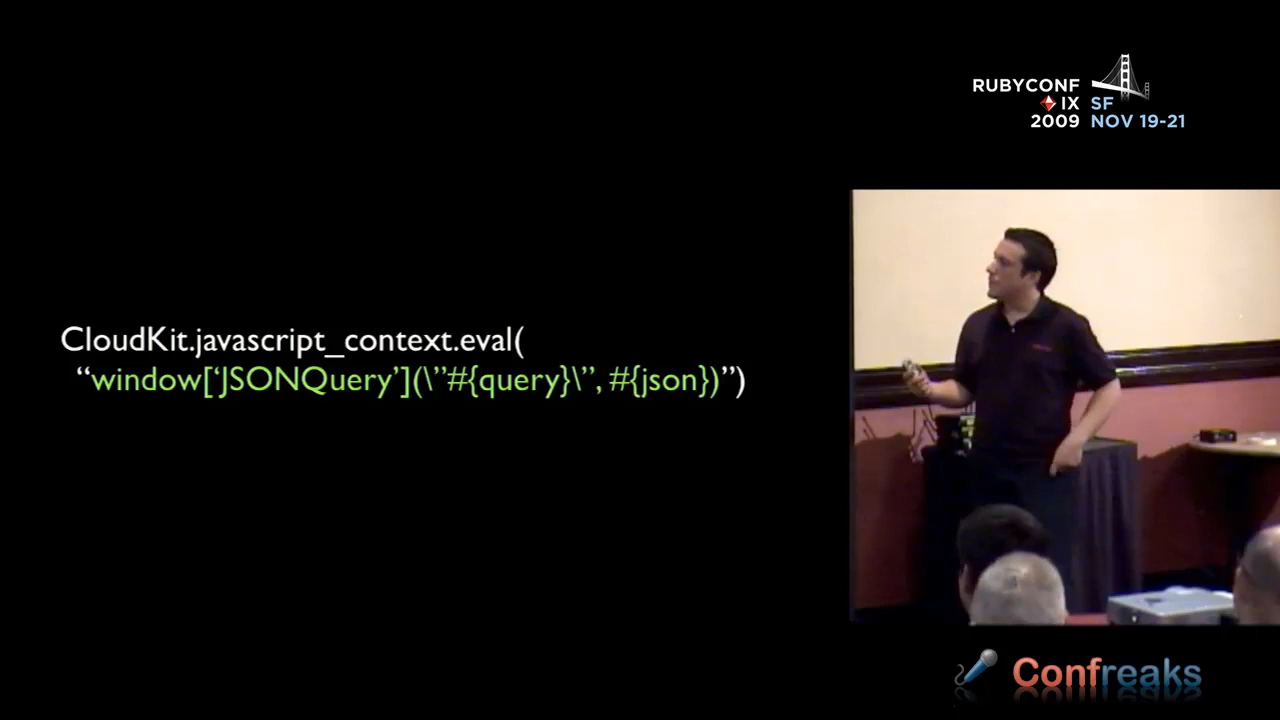 RUBYCONF
IX SF
2009 NOV 19-21
CloudKit.javascript_context.eval(
“window[‘JSONQuery’](\”#{query}\”, #{json})”)
Confreaks